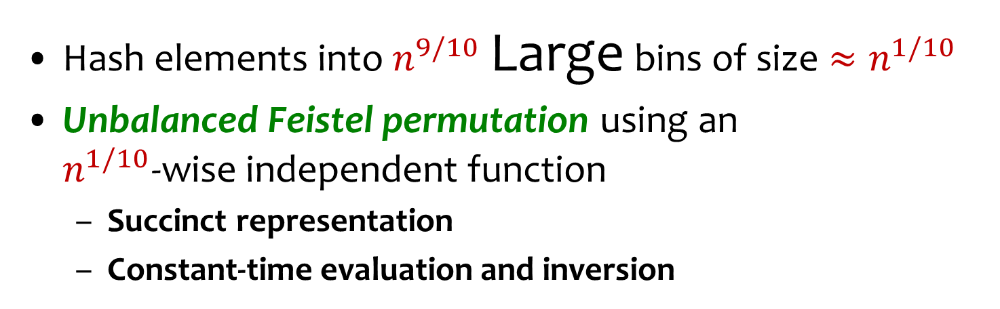 • Hash elements into n^{9/10} Large bins of size ≈ n^{1/10}
• Unbalanced Feistel permutation using an
n^{1/10}-wise independent function
– Succinct representation
– Constant-time evaluation and inversion